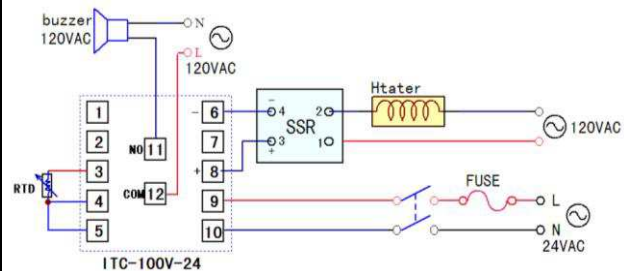 buzzer
120VAC
N
L
120VAC
Htater
1
2
3
4
5
NO 11
COM 12
- 6
7
+ 8
9
10
-
4
3
+
SSR
2
1
120VAC
RTD
FUSE
L
N
24VAC
ITC-100V-24